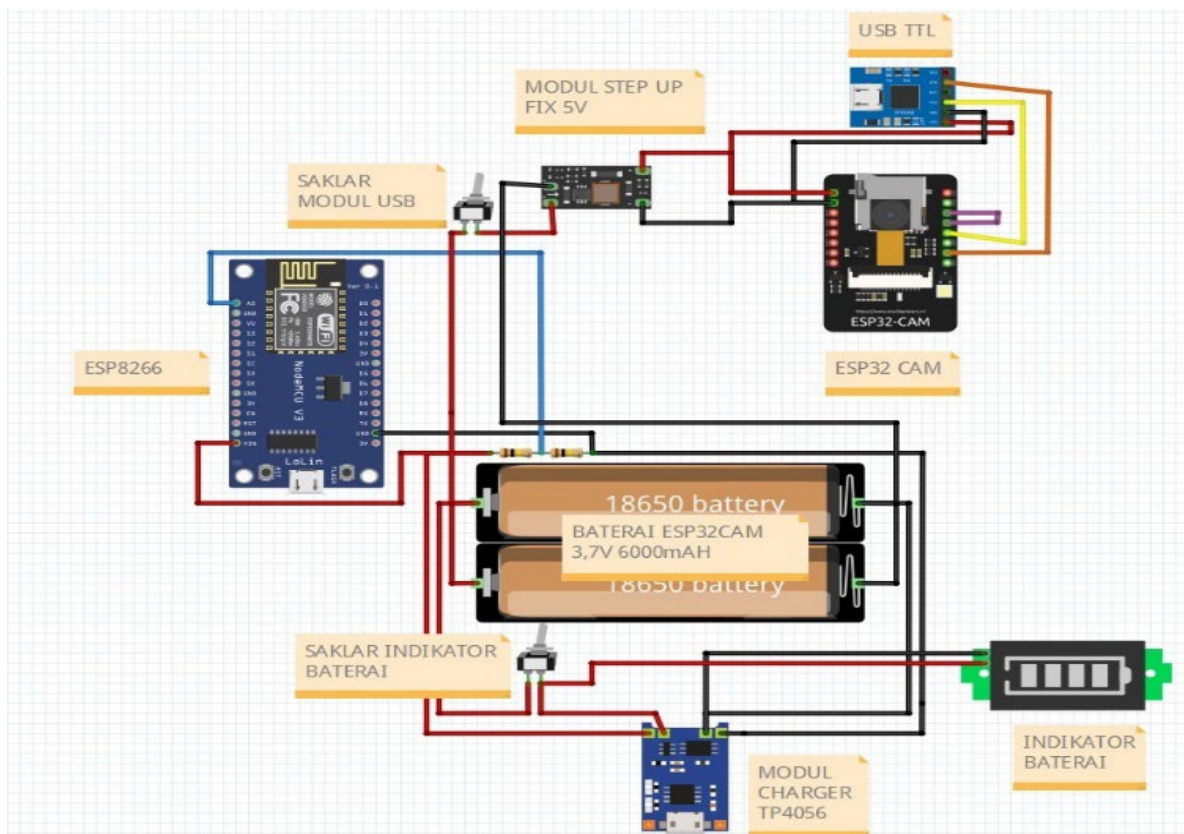 USB TTL
MODUL STEP UP
FIX 5V
SAKLAR
MODUL USB
ESP8266
NodeMCU V3
WiFi
LoLin
ESP32-CAM
ESP32 CAM
18650 battery
BATERAI ESP32CAM
3,7V 6000mAH
18650 battery
SAKLAR INDIKATOR
BATERAI
INDIKATOR
BATERAI
MODUL
CHARGER
TP4056